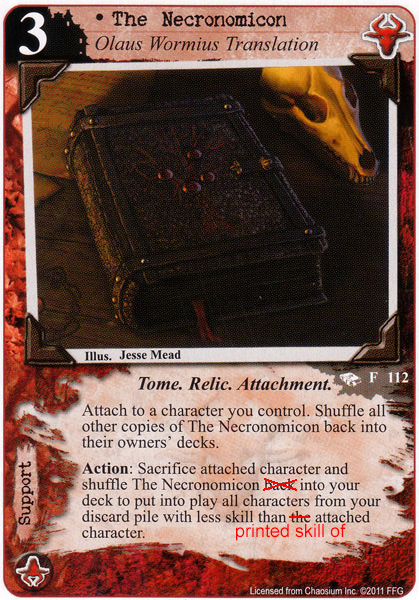 3
• The Necronomicon
Olaus Wormius Translation
Illus. Jesse Mead
Tome. Relic. Attachment.
F 112
Attach to a character you control. Shuffle all
other copies of The Necronomicon back into
their owners’ decks.
Action: Sacrifice attached character and
shuffle The Necronomicon back into your
deck to put into play all characters from your
discard pile with less skill than the attached
printed skill of
character.
Support
Licensed from Chaosium Inc. ©2011 FFG